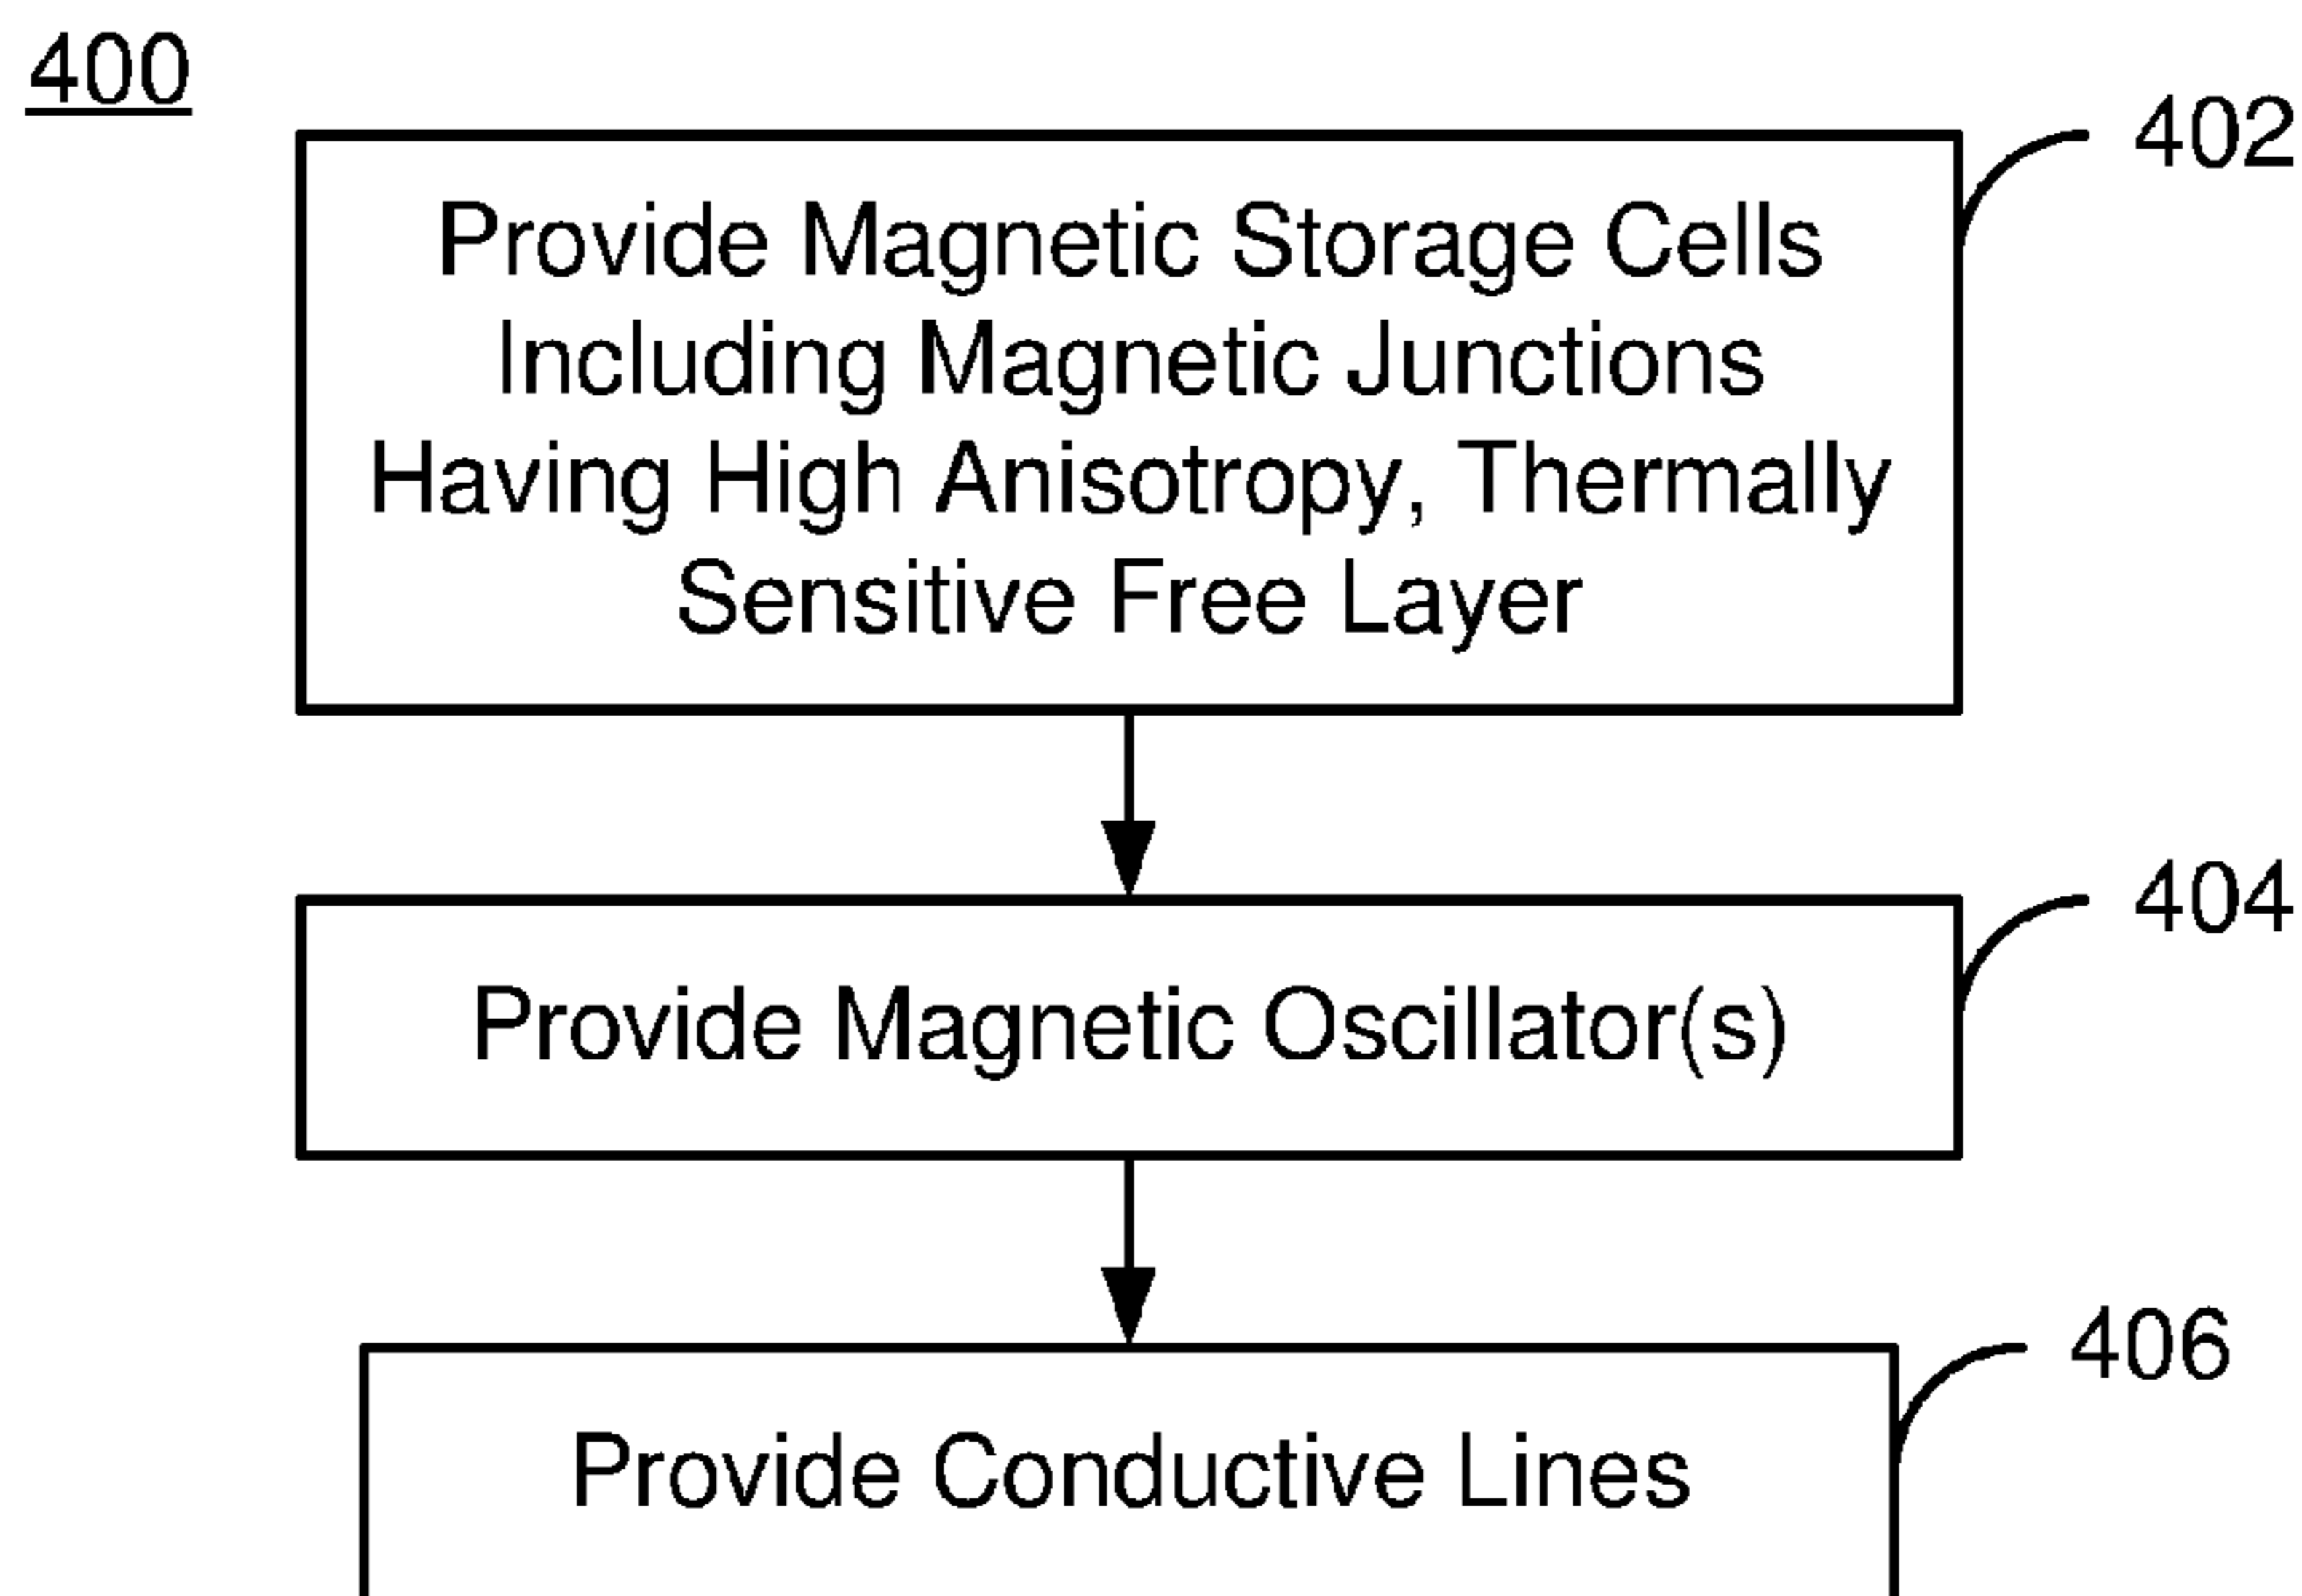 400
402
Provide Magnetic Storage Cells
Including Magnetic Junctions
Having High Anisotropy, Thermally
Sensitive Free Layer
404
Provide Magnetic Oscillator(s)
406
Provide Conductive Lines